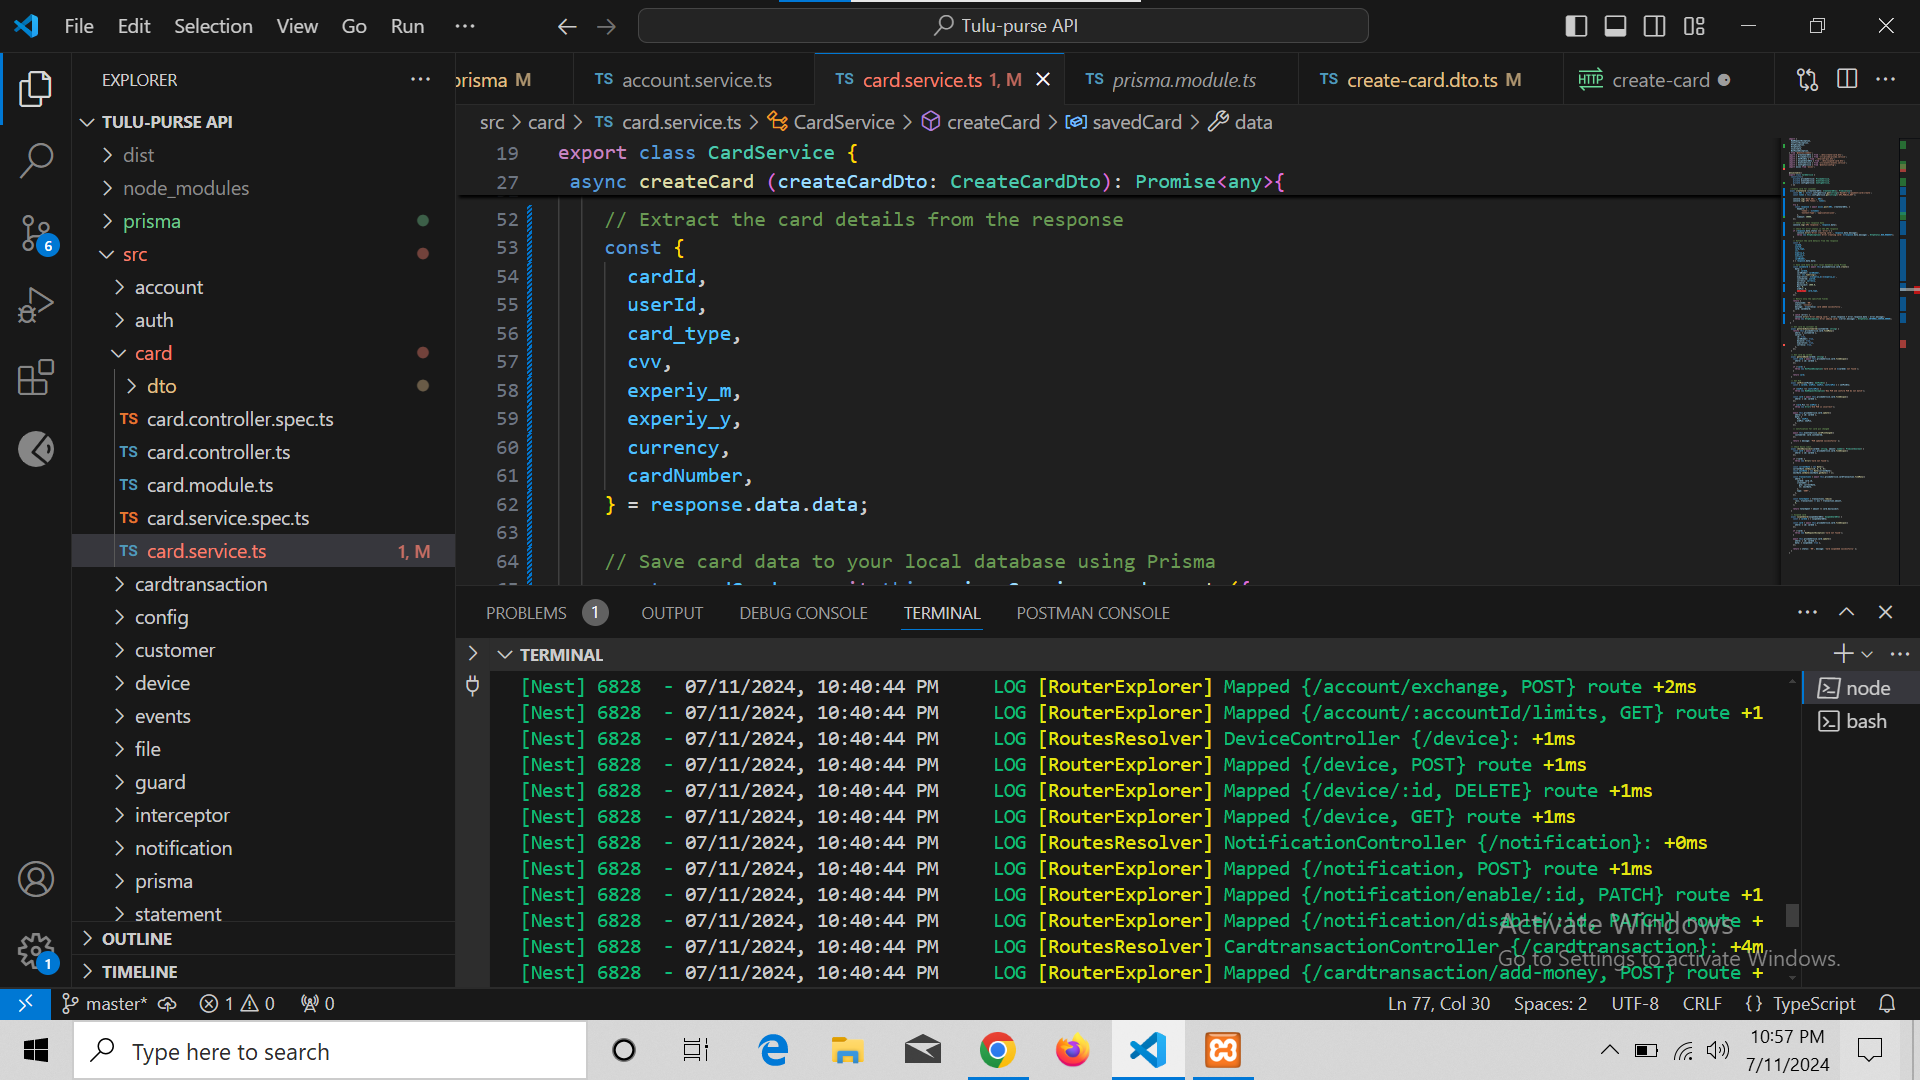 File Edit Selection View Go Run ···
Tulu-purse API
EXPLORER
TULU-PURSE API
dist
node_modules
prisma
src
account
auth
card
dto
TS card.controller.spec.ts
TS card.controller.ts
TS card.module.ts
TS card.service.spec.ts
TS card.service.ts 1, M
cardtransaction
config
customer
device
events
file
guard
interceptor
notification
prisma
statement
OUTLINE
TIMELINE
6
1
prisma M
TS account.service.ts
TS card.service.ts 1, M
TS prisma.module.ts
TS create-card.dto.ts M
HTTP create-card
src > card > TS card.service.ts > CardService > createCard > savedCard > data
19 export class CardService {
27 async createCard (createCardDto: CreateCardDto): Promise<any>{
52 // Extract the card details from the response
53 const {
54 cardId,
55 userId,
56 card_type,
57 cvv,
58 experiy_m,
59 experiy_y,
60 currency,
61 cardNumber,
62 } = response.data.data;
63
64 // Save card data to your local database using Prisma
PROBLEMS 1 OUTPUT DEBUG CONSOLE TERMINAL POSTMAN CONSOLE
TERMINAL
[Nest] 6828 - 07/11/2024, 10:40:44 PM LOG [RouterExplorer] Mapped {/account/exchange, POST} route +2ms
[Nest] 6828 - 07/11/2024, 10:40:44 PM LOG [RouterExplorer] Mapped {/account/:accountId/limits, GET} route +1
[Nest] 6828 - 07/11/2024, 10:40:44 PM LOG [RoutesResolver] DeviceController {/device}: +1ms
[Nest] 6828 - 07/11/2024, 10:40:44 PM LOG [RouterExplorer] Mapped {/device, POST} route +1ms
[Nest] 6828 - 07/11/2024, 10:40:44 PM LOG [RouterExplorer] Mapped {/device/:id, DELETE} route +1ms
[Nest] 6828 - 07/11/2024, 10:40:44 PM LOG [RouterExplorer] Mapped {/device, GET} route +1ms
[Nest] 6828 - 07/11/2024, 10:40:44 PM LOG [RoutesResolver] NotificationController {/notification}: +0ms
[Nest] 6828 - 07/11/2024, 10:40:44 PM LOG [RouterExplorer] Mapped {/notification, POST} route +1ms
[Nest] 6828 - 07/11/2024, 10:40:44 PM LOG [RouterExplorer] Mapped {/notification/enable/:id, PATCH} route +1
[Nest] 6828 - 07/11/2024, 10:40:44 PM LOG [RouterExplorer] Mapped {/notification/disable/:id, PATCH} route +
[Nest] 6828 - 07/11/2024, 10:40:44 PM LOG [RoutesResolver] CardtransactionController {/cardtransaction}: +4m
[Nest] 6828 - 07/11/2024, 10:40:44 PM LOG [RouterExplorer] Mapped {/cardtransaction/add-money, POST} route +
node
bash
Activate Windows
Go to Settings to activate Windows.
master* 1 0 0
Ln 77, Col 30 Spaces: 2 UTF-8 CRLF {} TypeScript
Type here to search
10:57 PM
7/11/2024